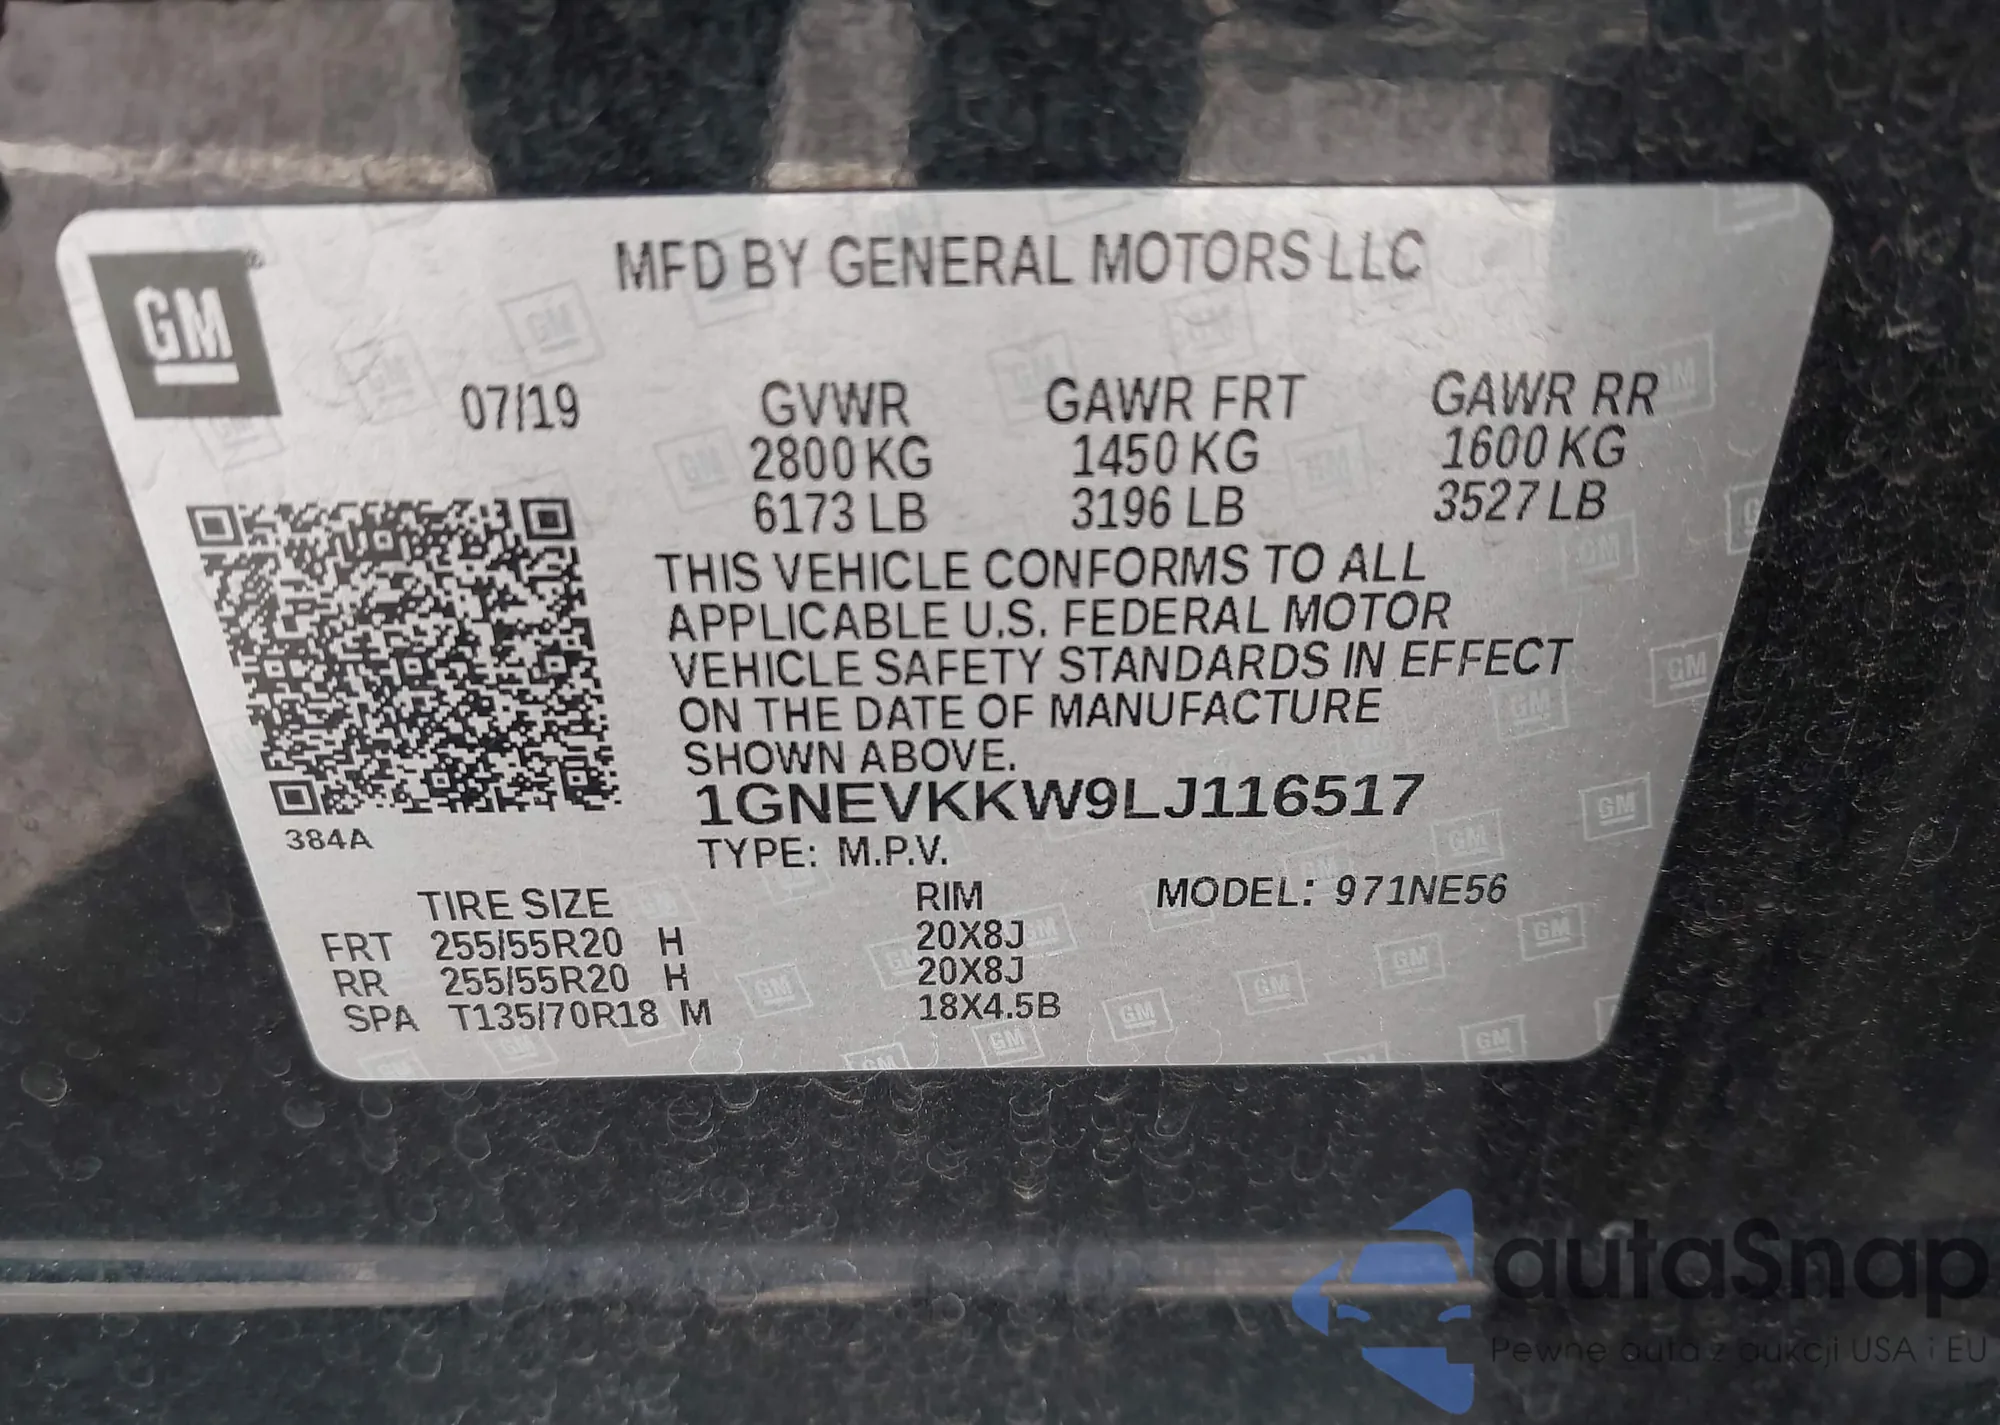 GM
MFD BY GENERAL MOTORS LLC
07/19 GVWR GAWR FRT GAWR RR
2800 KG 1450 KG 1600 KG
6173 LB 3196 LB 3527 LB
THIS VEHICLE CONFORMS TO ALL
APPLICABLE U.S. FEDERAL MOTOR
VEHICLE SAFETY STANDARDS IN EFFECT
ON THE DATE OF MANUFACTURE
SHOWN ABOVE.
1GNEVKKW9LJ116517
384A
TYPE: M.P.V.
TIRE SIZE RIM MODEL: 971NE56
FRT 255/55R20 H 20X8J
RR 255/55R20 H 20X8J
SPA T135/70R18 M 18X4.5B
autaSnap
Pewne auta z aukcji USA i EU